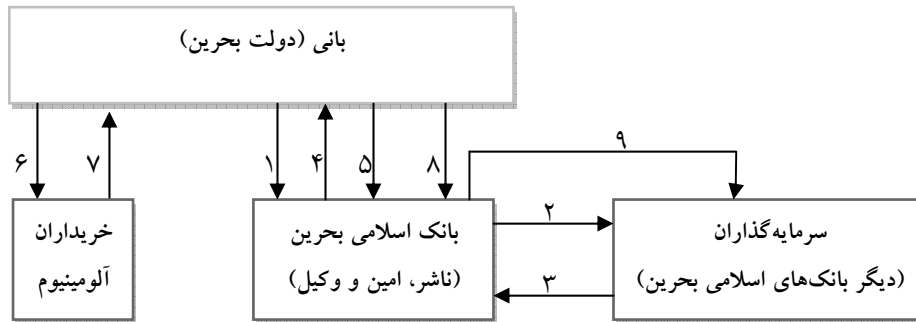 بانی (دولت بحرین)
۶
۷
۱
۴
۵
۸
۹
خریداران
آلومینیوم
بانک اسلامی بحرین
(ناشر، امین و وکیل)
۲
۳
سرمایه‌گذاران
(دیگر بانک‌های اسلامی بحرین)